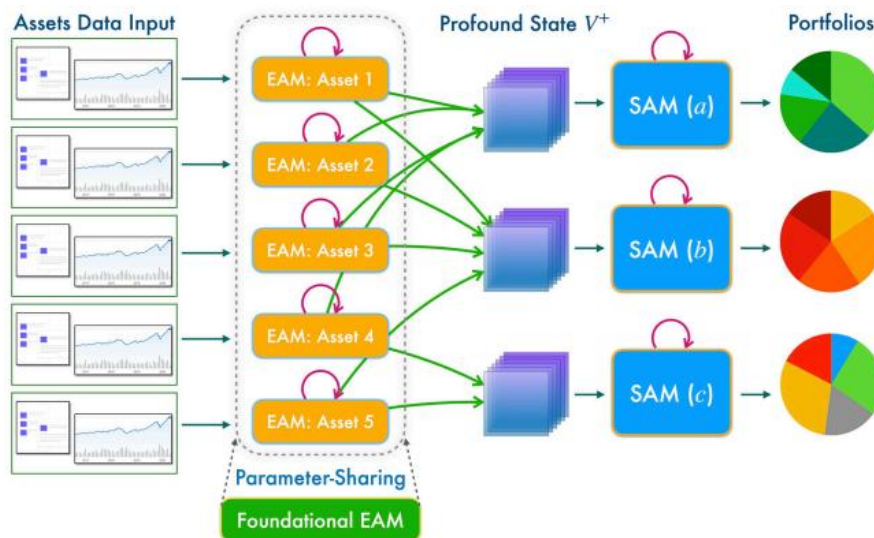 Assets Data Input
Profound State V⁺
Portfolios
EAM: Asset 1
SAM (a)
EAM: Asset 2
EAM: Asset 3
SAM (b)
EAM: Asset 4
SAM (c)
EAM: Asset 5
Parameter-Sharing
Foundational EAM